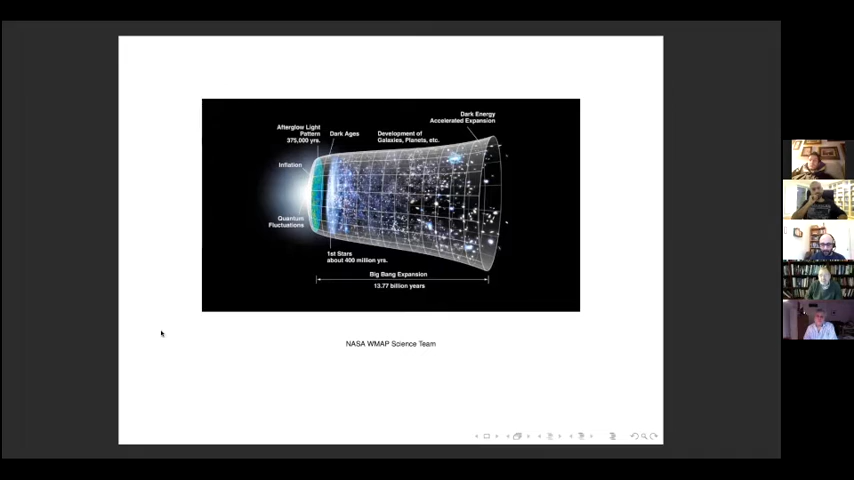 Dark Energy
Accelerated Expansion
Afterglow Light
Pattern
375,000 yrs.
Dark Ages
Development of
Galaxies, Planets, etc.
Inflation
Quantum
Fluctuations
1st Stars
about 400 million yrs.
Big Bang Expansion
13.77 billion years
NASA WMAP Science Team